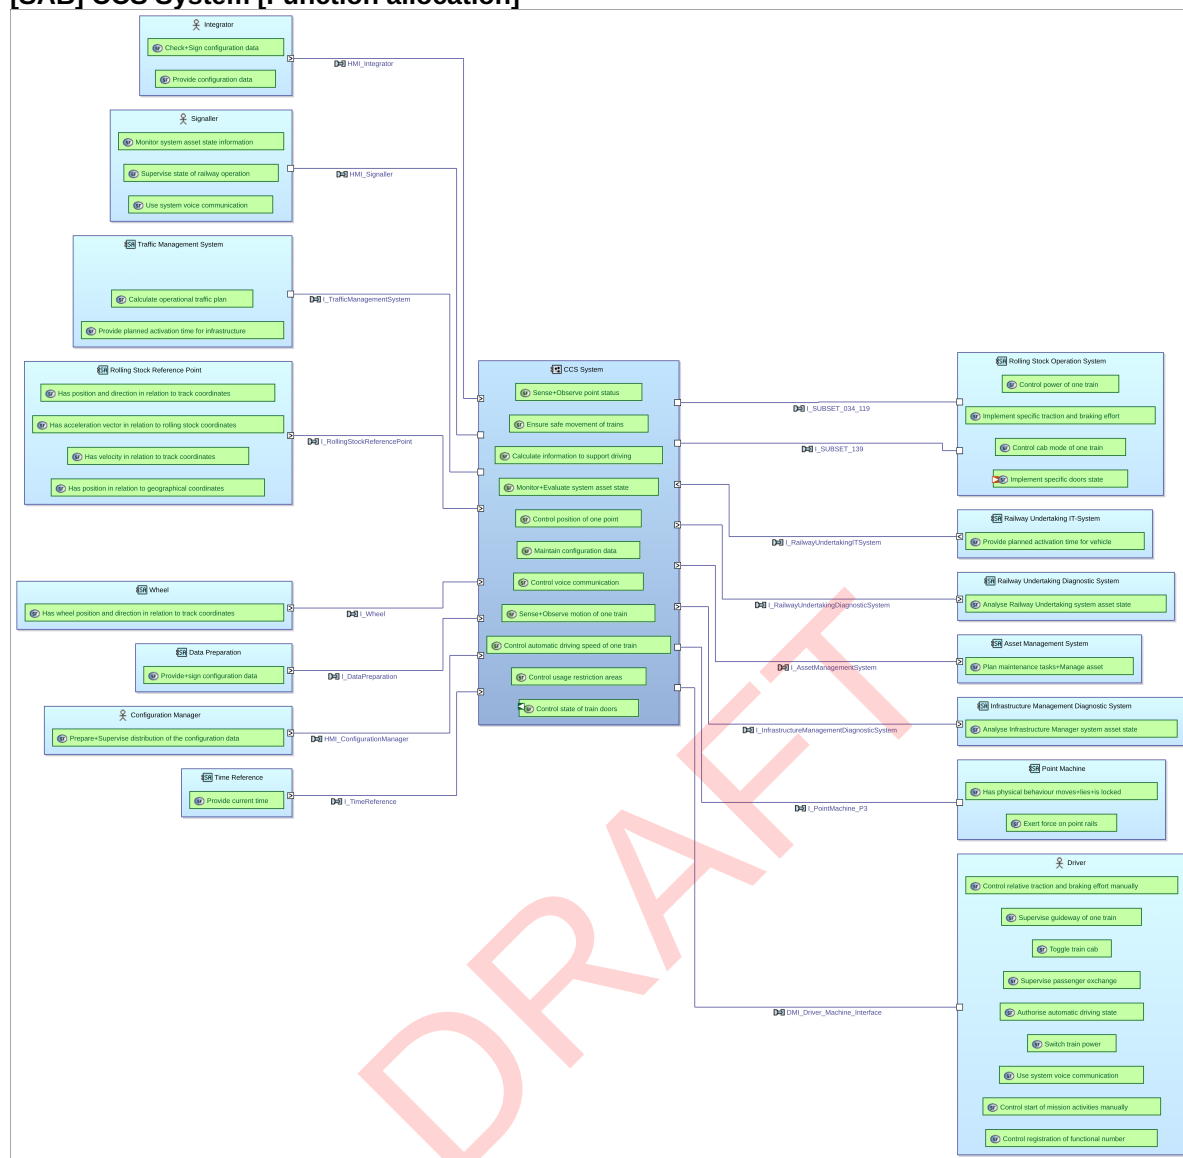 [SAB] CCS System [Function allocation]
Integrator
Check+Sign configuration data
Provide configuration data
HMI_Integrator
Signaller
Monitor system asset state information
Supervise state of railway operation
Use system voice communication
HMI_Signaller
Traffic Management System
Calculate operational traffic plan
Provide planned activation time for infrastructure
I_TrafficManagementSystem
Rolling Stock Reference Point
Has position and direction in relation to track coordinates
Has acceleration vector in relation to rolling stock coordinates
Has velocity in relation to track coordinates
Has position in relation to geographical coordinates
I_RollingStockReferencePoint
Wheel
Has wheel position and direction in relation to track coordinates
I_Wheel
Data Preparation
Provide+sign configuration data
I_DataPreparation
Configuration Manager
Prepare+Supervise distribution of the configuration data
HMI_ConfigurationManager
Time Reference
Provide current time
I_TimeReference
CCS System
Sense+Observe point status
Ensure safe movement of trains
Calculate information to support driving
Monitor+Evaluate system asset state
Control position of one point
Maintain configuration data
Control voice communication
Sense+Observe motion of one train
Control automatic driving speed of one train
Control usage restriction areas
Control state of train doors
I_SUBSET_034_119
I_SUBSET_139
I_RailwayUndertakingITSystem
I_RailwayUndertakingDiagnosticSystem
I_AssetManagementSystem
I_InfrastructureManagementDiagnosticSystem
I_PointMachine_P3
DMI_Driver_Machine_Interface
Rolling Stock Operation System
Control power of one train
Implement specific traction and braking effort
Control cab mode of one train
Implement specific doors state
Railway Undertaking IT-System
Provide planned activation time for vehicle
Railway Undertaking Diagnostic System
Analyse Railway Undertaking system asset state
Asset Management System
Plan maintenance tasks+Manage asset
Infrastructure Management Diagnostic System
Analyse Infrastructure Manager system asset state
Point Machine
Has physical behaviour moves+lies+is locked
Exert force on point rails
Driver
Control relative traction and braking effort manually
Supervise guideway of one train
Toggle train cab
Supervise passenger exchange
Authorise automatic driving state
Switch train power
Use system voice communication
Control start of mission activities manually
Control registration of functional number
DRAFT